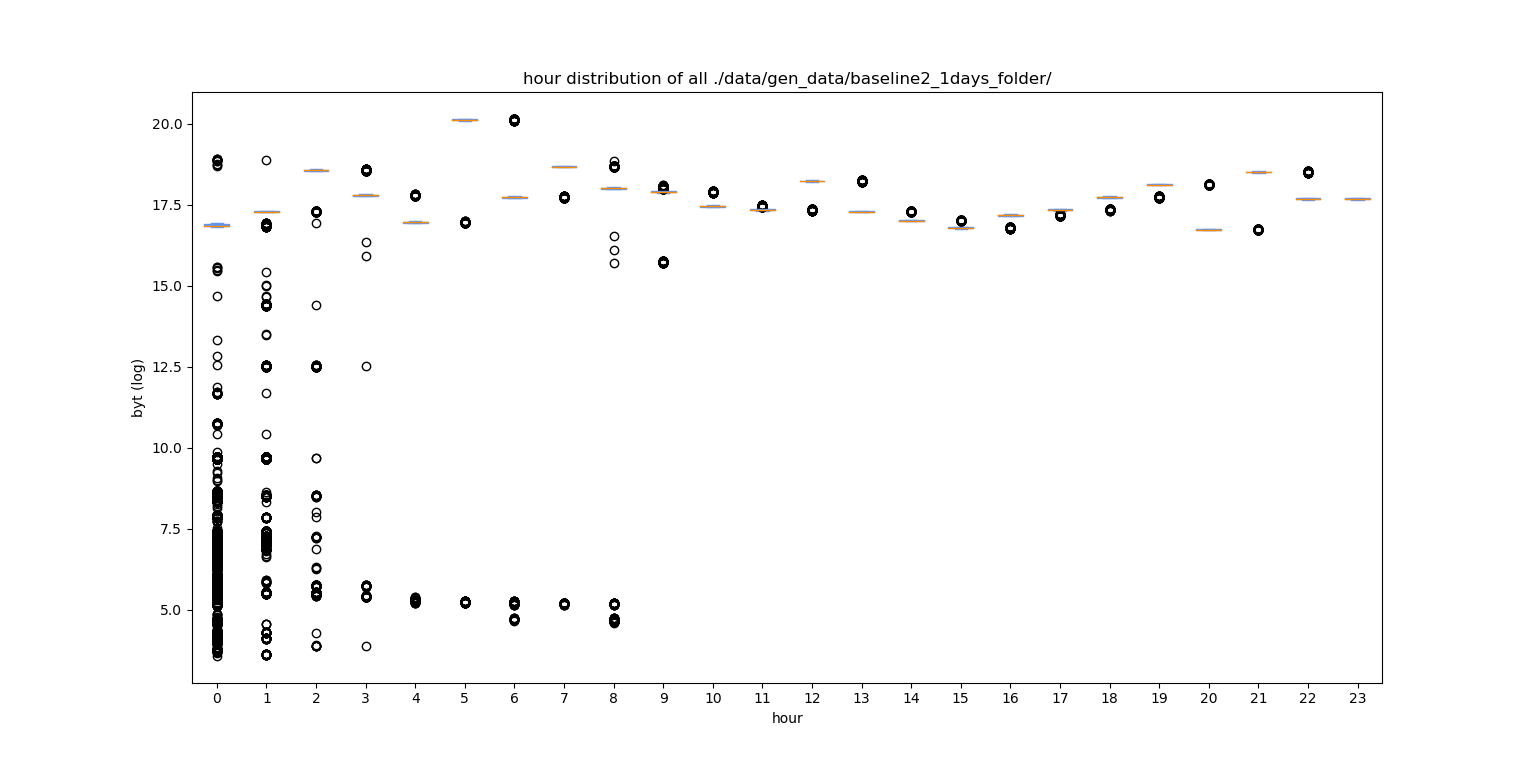 hour distribution of all ./data/gen_data/baseline2_1days_folder/
20.0
17.5
15.0
12.5
10.0
7.5
5.0
byt (log)
0 1 2 3 4 5 6 7 8 9 10 11 12 13 14 15 16 17 18 19 20 21 22 23
hour